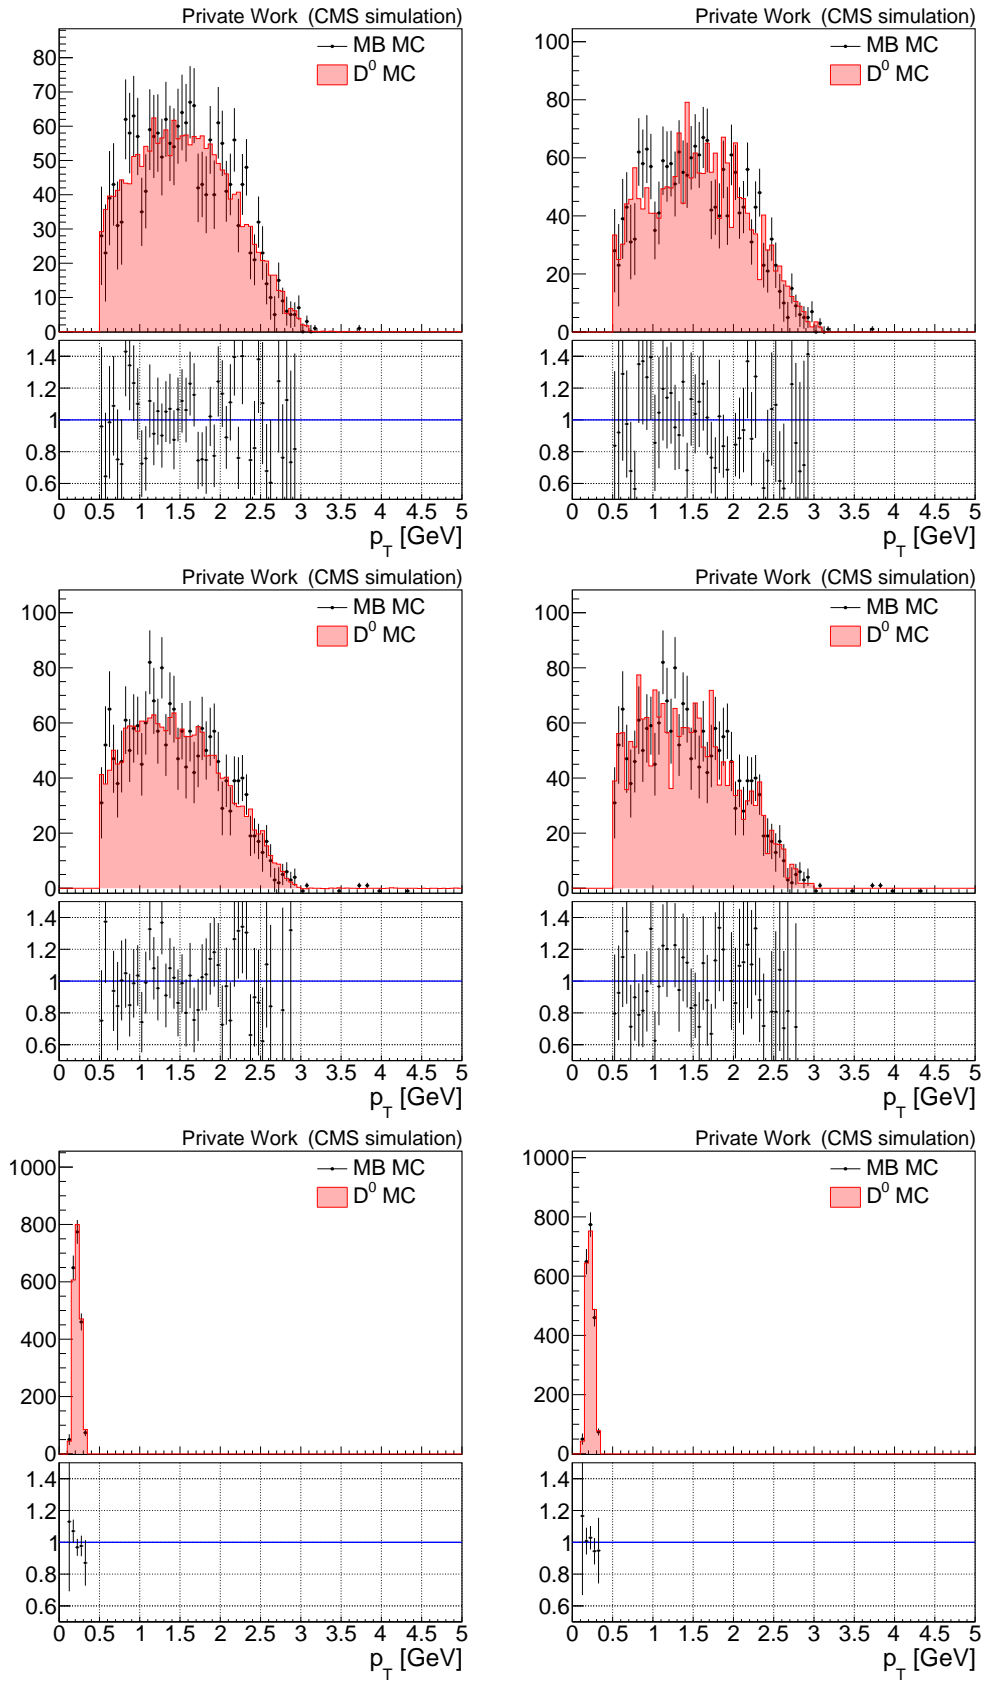 Private Work (CMS simulation)
MB MC
D⁰ MC
80
70
60
50
40
30
20
10
0
1.4
1.2
1
0.8
0.6
0 0.5 1 1.5 2 2.5 3 3.5 4 4.5 5
p_T [GeV]
Private Work (CMS simulation)
MB MC
D⁰ MC
100
80
60
40
20
0
1.4
1.2
1
0.8
0.6
0 0.5 1 1.5 2 2.5 3 3.5 4 4.5 5
p_T [GeV]
Private Work (CMS simulation)
MB MC
D⁰ MC
100
80
60
40
20
0
1.4
1.2
1
0.8
0.6
0 0.5 1 1.5 2 2.5 3 3.5 4 4.5 5
p_T [GeV]
Private Work (CMS simulation)
MB MC
D⁰ MC
100
80
60
40
20
0
1.4
1.2
1
0.8
0.6
0 0.5 1 1.5 2 2.5 3 3.5 4 4.5 5
p_T [GeV]
Private Work (CMS simulation)
MB MC
D⁰ MC
1000
800
600
400
200
0
1.4
1.2
1
0.8
0.6
0 0.5 1 1.5 2 2.5 3 3.5 4 4.5 5
p_T [GeV]
Private Work (CMS simulation)
MB MC
D⁰ MC
1000
800
600
400
200
0
1.4
1.2
1
0.8
0.6
0 0.5 1 1.5 2 2.5 3 3.5 4 4.5 5
p_T [GeV]